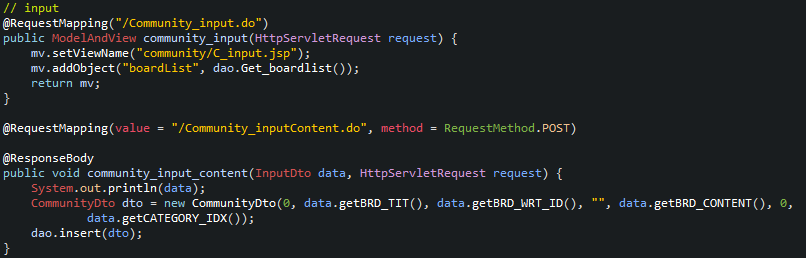 // input
@RequestMapping("/Community_input.do")
public ModelAndView community_input(HttpServletRequest request) {
    mv.setViewName("community/C_input.jsp");
    mv.addObject("boardList", dao.Get_boardlist());
    return mv;
}
@RequestMapping(value = "/Community_inputContent.do", method = RequestMethod.POST)
@ResponseBody
public void community_input_content(InputDto data, HttpServletRequest request) {
    System.out.println(data);
    CommunityDto dto = new CommunityDto(0, data.getBRD_TIT(), data.getBRD_WRT_ID(), "", data.getBRD_CONTENT(), 0,
            data.getCATEGORY_IDX());
    dao.insert(dto);
}